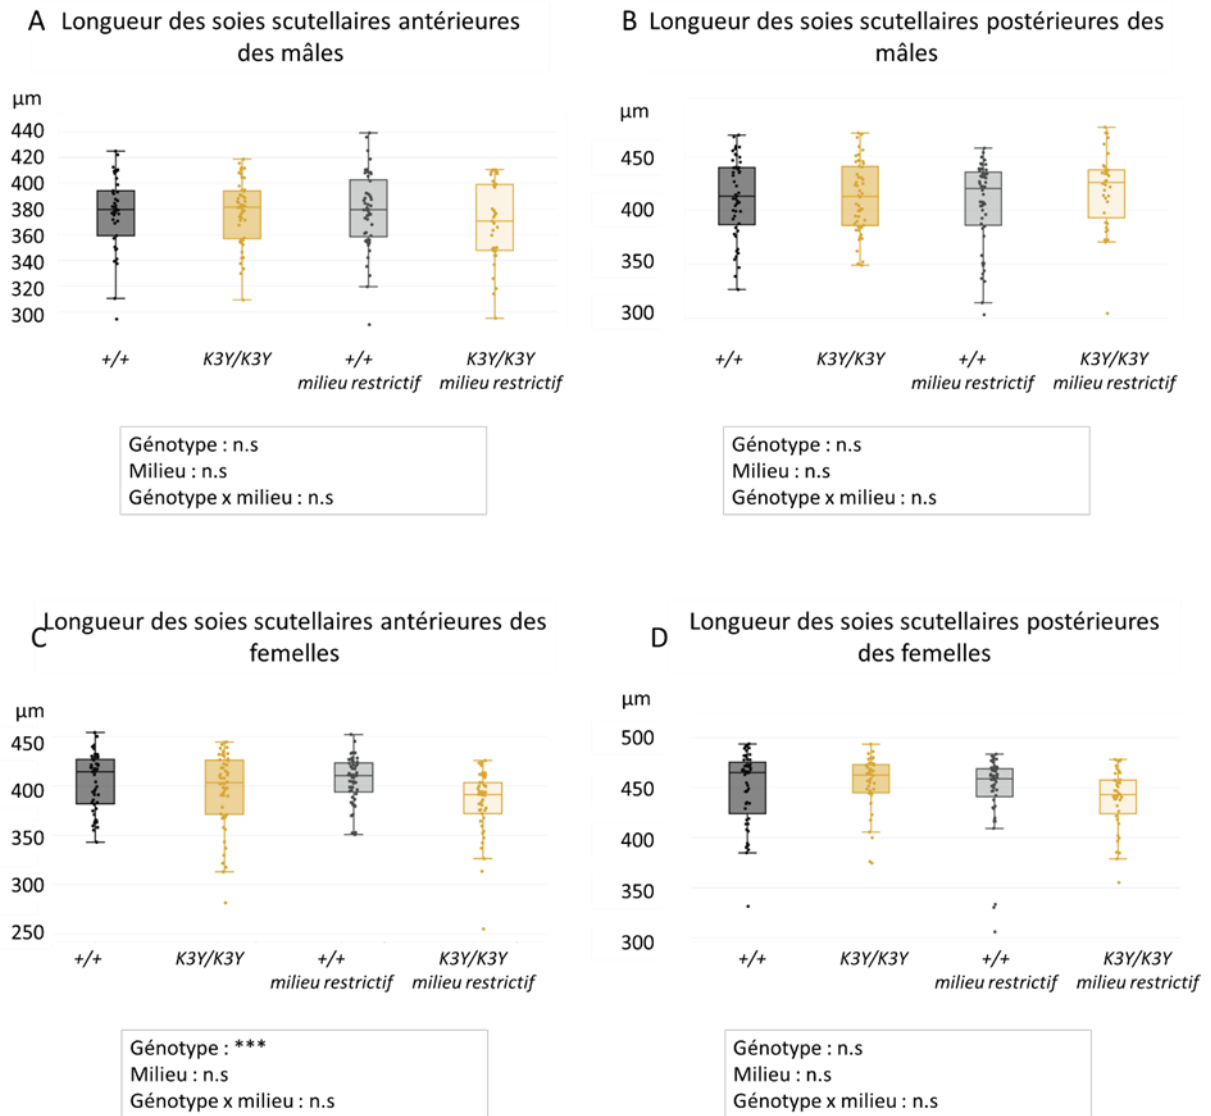 A Longueur des soies scutellaires antérieures
des mâles
µm
440
420
400
380
360
340
320
300
+/+
K3Y/K3Y
+/+
milieu restrictif
K3Y/K3Y
milieu restrictif
Génotype : n.s
Milieu : n.s
Génotype x milieu : n.s
B Longueur des soies scutellaires postérieures des
mâles
µm
450
400
350
300
+/+
K3Y/K3Y
+/+
milieu restrictif
K3Y/K3Y
milieu restrictif
Génotype : n.s
Milieu : n.s
Génotype x milieu : n.s
C Longueur des soies scutellaires antérieures des
femelles
µm
450
400
350
300
250
+/+
K3Y/K3Y
+/+
milieu restrictif
K3Y/K3Y
milieu restrictif
Génotype : ***
Milieu : n.s
Génotype x milieu : n.s
D Longueur des soies scutellaires postérieures
des femelles
µm
500
450
400
350
300
+/+
K3Y/K3Y
+/+
milieu restrictif
K3Y/K3Y
milieu restrictif
Génotype : n.s
Milieu : n.s
Génotype x milieu : n.s